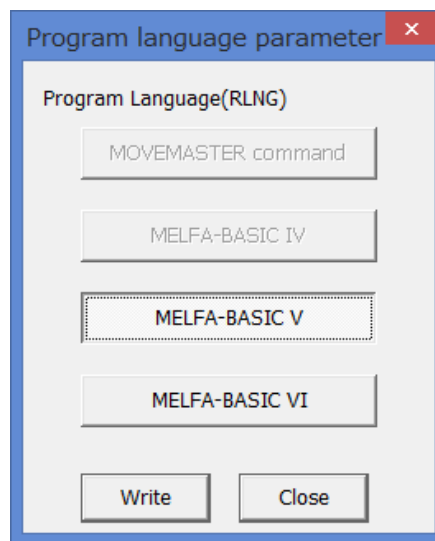 Program language parameter
Program Language(RLNG)
MOVEMASTER command
MELFA-BASIC IV
MELFA-BASIC V
MELFA-BASIC VI
Write Close